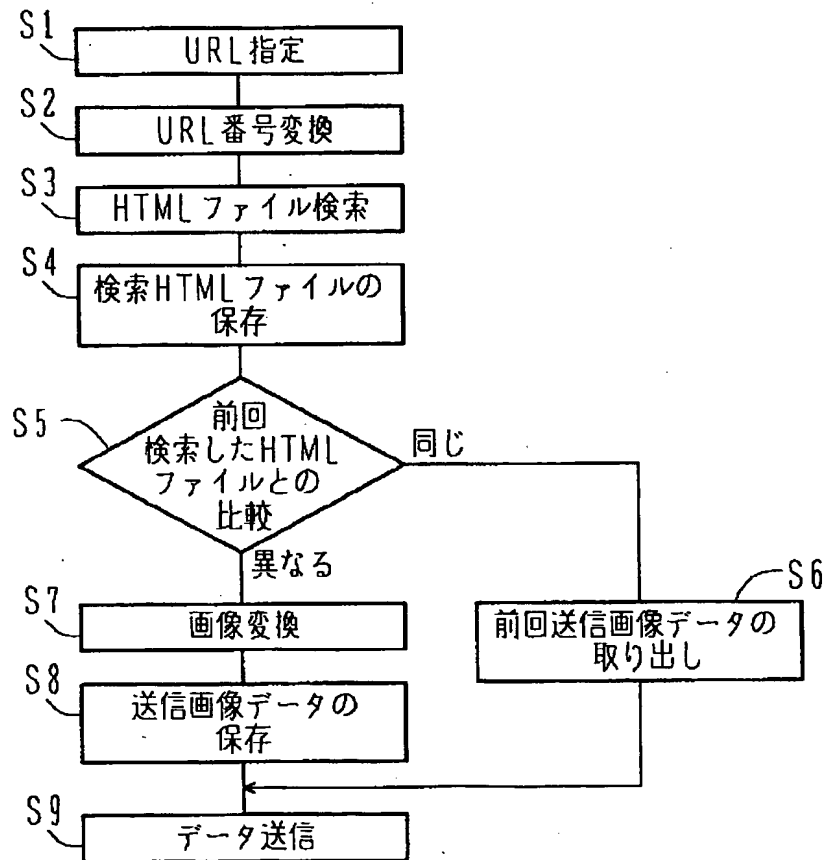 S1
URL指定
S2
URL番号変換
S3
HTMLファイル検索
S4
検索HTMLファイルの
保存
S5
前回
検索したHTML
ファイルとの
比較
同じ
異なる
S6
前回送信画像データの
取り出し
S7
画像変換
S8
送信画像データの
保存
S9
データ送信